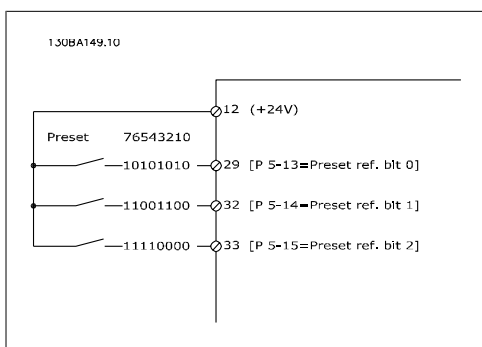 130BA149.10
12 (+24V)
Preset 76543210
10101010 29 [P 5-13=Preset ref. bit 0]
11001100 32 [P 5-14=Preset ref. bit 1]
11110000 33 [P 5-15=Preset ref. bit 2]